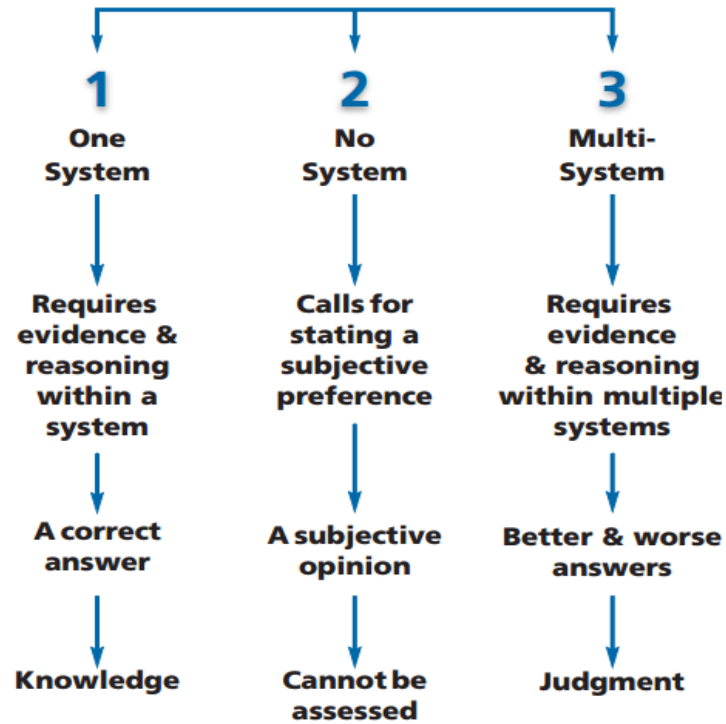 1
One
System
Requires
evidence &
reasoning
within a
system
A correct
answer
Knowledge
2
No
System
Calls for
stating a
subjective
preference
A subjective
opinion
Cannot be
assessed
3
Multi-
System
Requires
evidence
& reasoning
within multiple
systems
Better & worse
answers
Judgment